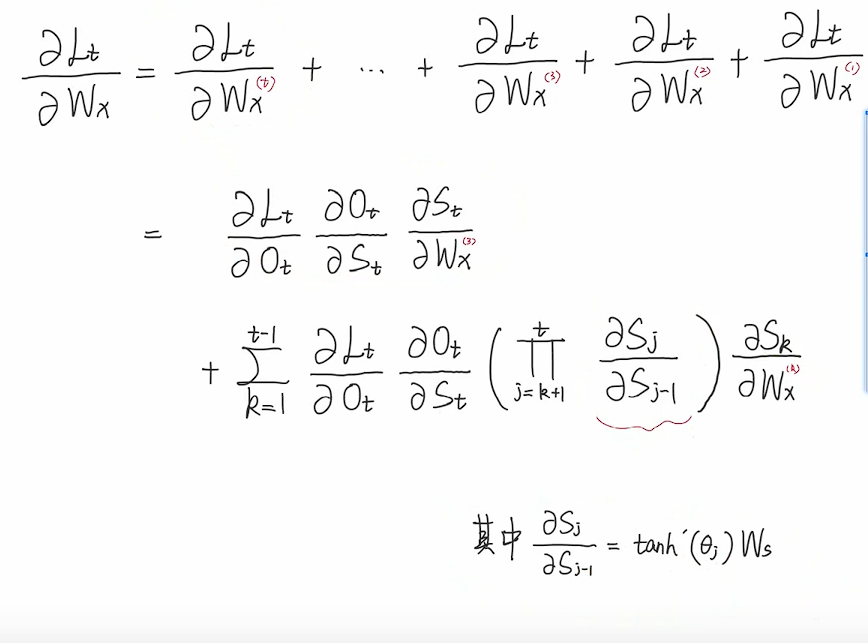 ∂Lt/∂Wx = ∂Lt/∂Wx^(t) + ⋯ + ∂Lt/∂Wx^(3) + ∂Lt/∂Wx^(2) + ∂Lt/∂Wx^(1)
= ∂Lt/∂Ot ∂Ot/∂St ∂St/∂Wx^(3)
+ ∑_{k=1}^{t-1} ∂Lt/∂Ot ∂Ot/∂St (∏_{j=k+1}^{t} ∂Sj/∂Sj-1) ∂Sk/∂Wx^(k)
其中 ∂Sj/∂Sj-1 = tanh´(θj) Ws